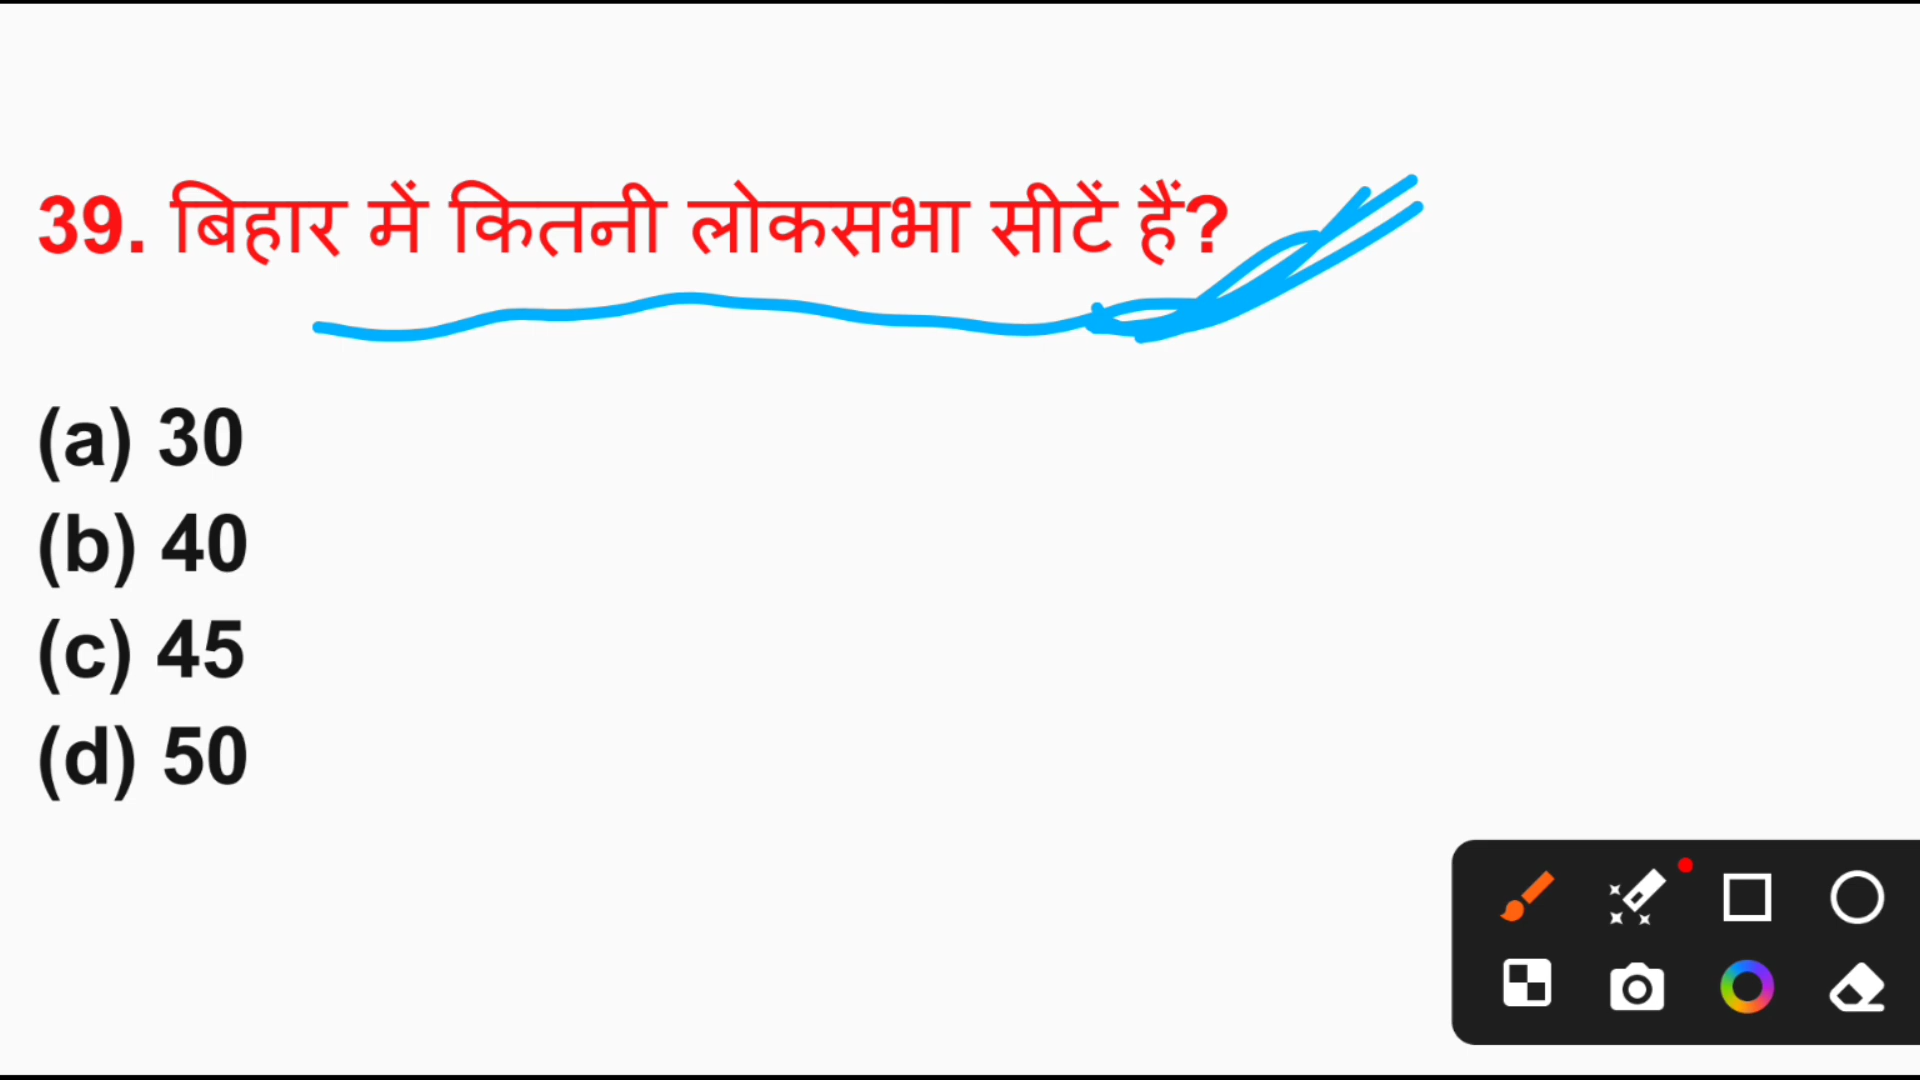 39. बिहार में कितनी लोकसभा सीटें हैं?
(a) 30
(b) 40
(c) 45
(d) 50